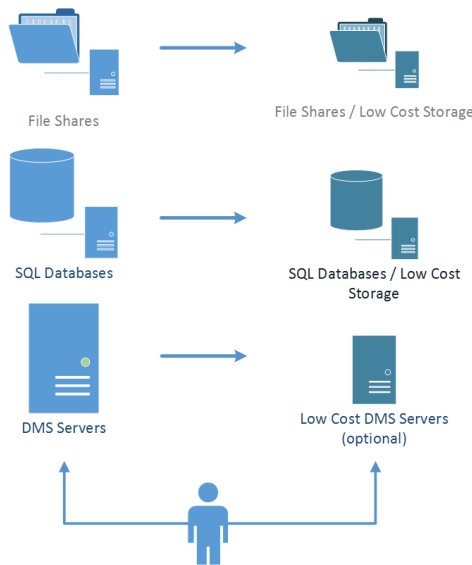 File Shares
File Shares / Low Cost Storage
SQL Databases
SQL Databases / Low Cost
Storage
DMS Servers
Low Cost DMS Servers
(optional)